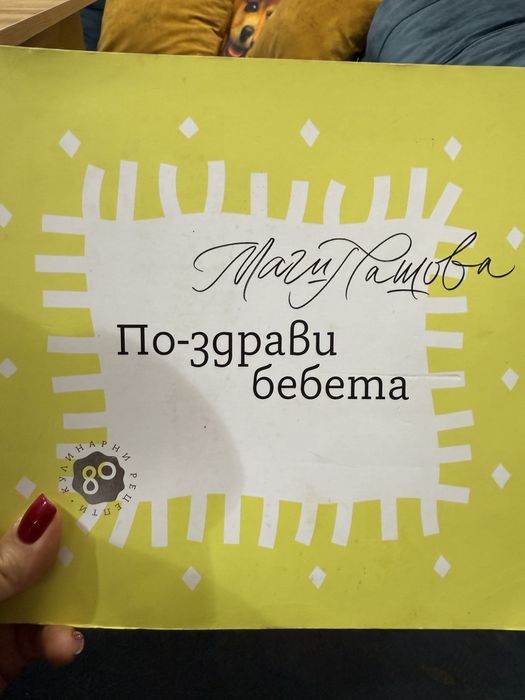 Маги Пашова
По-здрави
бебета
80
КУЛИНАРНИ РЕЦЕПТИ